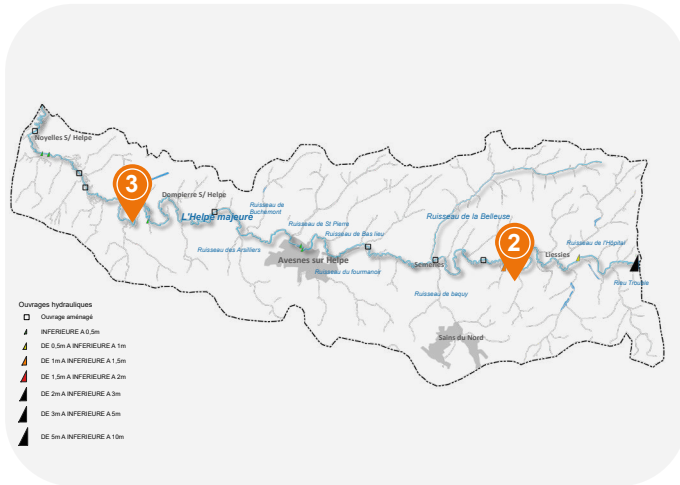 Noyelles S/ Helpe
3
Dompierre S/ Helpe
L'Helpe majeure
Ruisseau de
Buchemont
Ruisseau de St Pierre
Ruisseau de Bas lieu
Ruisseau des Arsilliers
Avesnes sur Helpe
Ruisseau du fourmanoir
Ruisseau de la Belleuse
2
Semeries
Liessies
Ruisseau de l'Hôpital
Rieu Trouble
Ruisseau de baquy
Sains du Nord
Ouvrages hydrauliques
Ouvrage aménagé
INFERIEURE A 0,5m
DE 0,5m A INFERIEURE A 1m
DE 1m A INFERIEURE A 1,5m
DE 1,5m A INFERIEURE A 2m
DE 2m A INFERIEURE A 3m
DE 3m A INFERIEURE A 5m
DE 5m A INFERIEURE A 10m